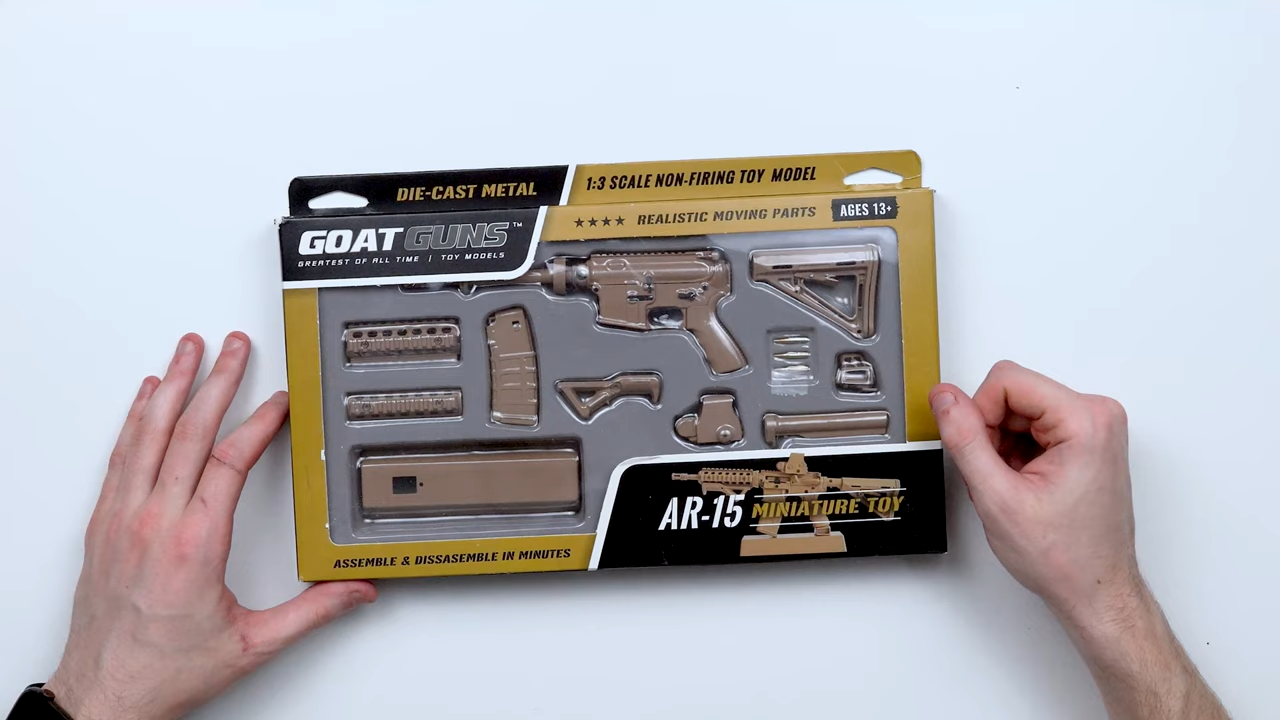 DIE-CAST METAL
1:3 SCALE NON-FIRING TOY MODEL
★★★★ REALISTIC MOVING PARTS
AGES 13+
GOAT GUNS™
GREATEST OF ALL TIME | TOY MODELS
AR-15 MINIATURE TOY
ASSEMBLE & DISSASEMBLE IN MINUTES